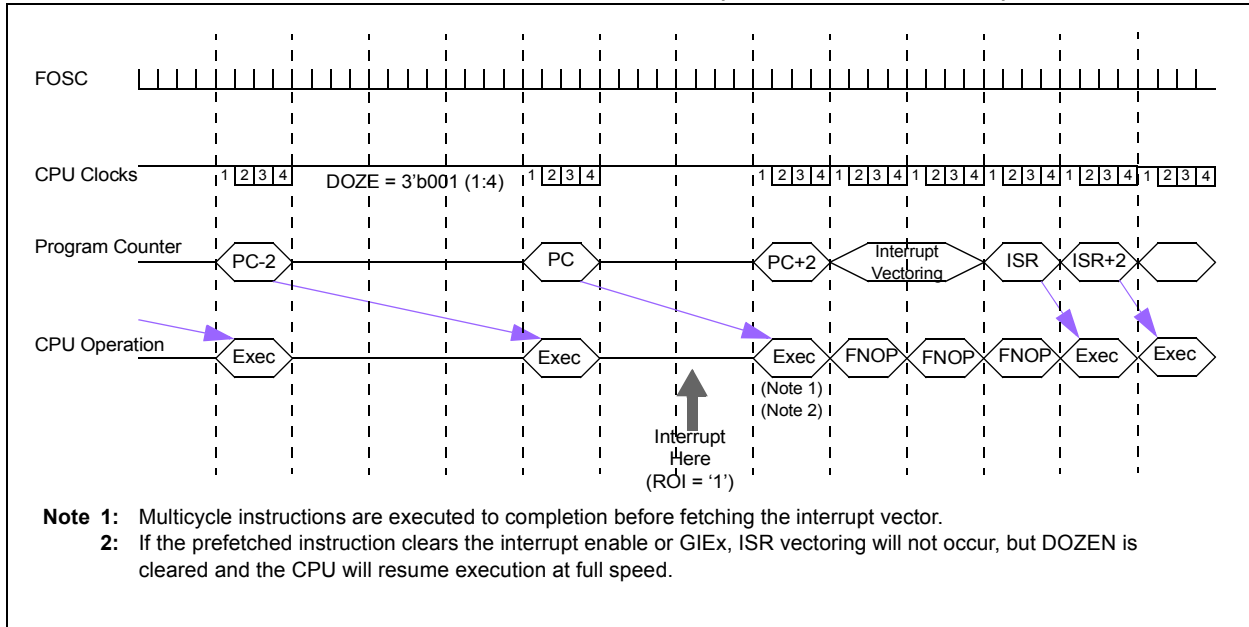 FOSC
CPU Clocks
1 2 3 4 DOZE = 3'b001 (1:4) 1 2 3 4 1 2 3 4 1 2 3 4 1 2 3 4 1 2 3 4 1 2 3 4 1 2 3 4
Program Counter
PC-2 PC PC+2 Interrupt Vectoring ISR ISR+2
CPU Operation
Exec Exec Exec FNOP FNOP FNOP Exec Exec
(Note 1)
(Note 2)
Interrupt
Here
(ROI = ‘1’)
Note 1: Multicycle instructions are executed to completion before fetching the interrupt vector.
2: If the prefetched instruction clears the interrupt enable or GIEx, ISR vectoring will not occur, but DOZEN is
cleared and the CPU will resume execution at full speed.